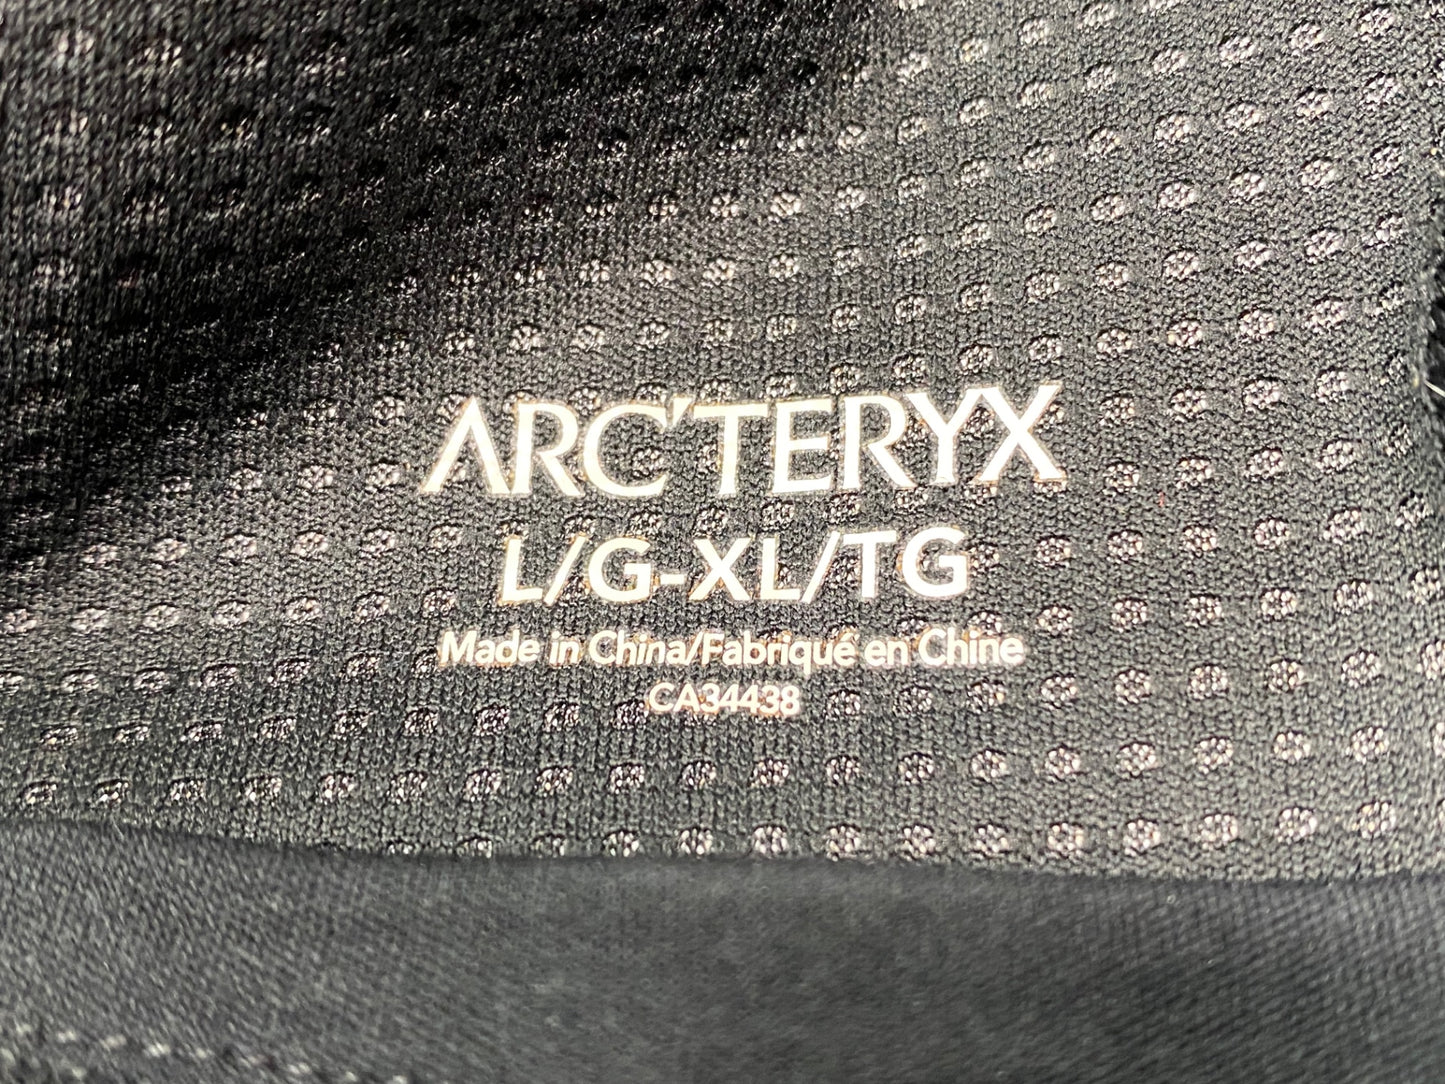 ARC'TERYX
L/G-XL/TG
Made in China/Fabriqué en Chine
CA34438